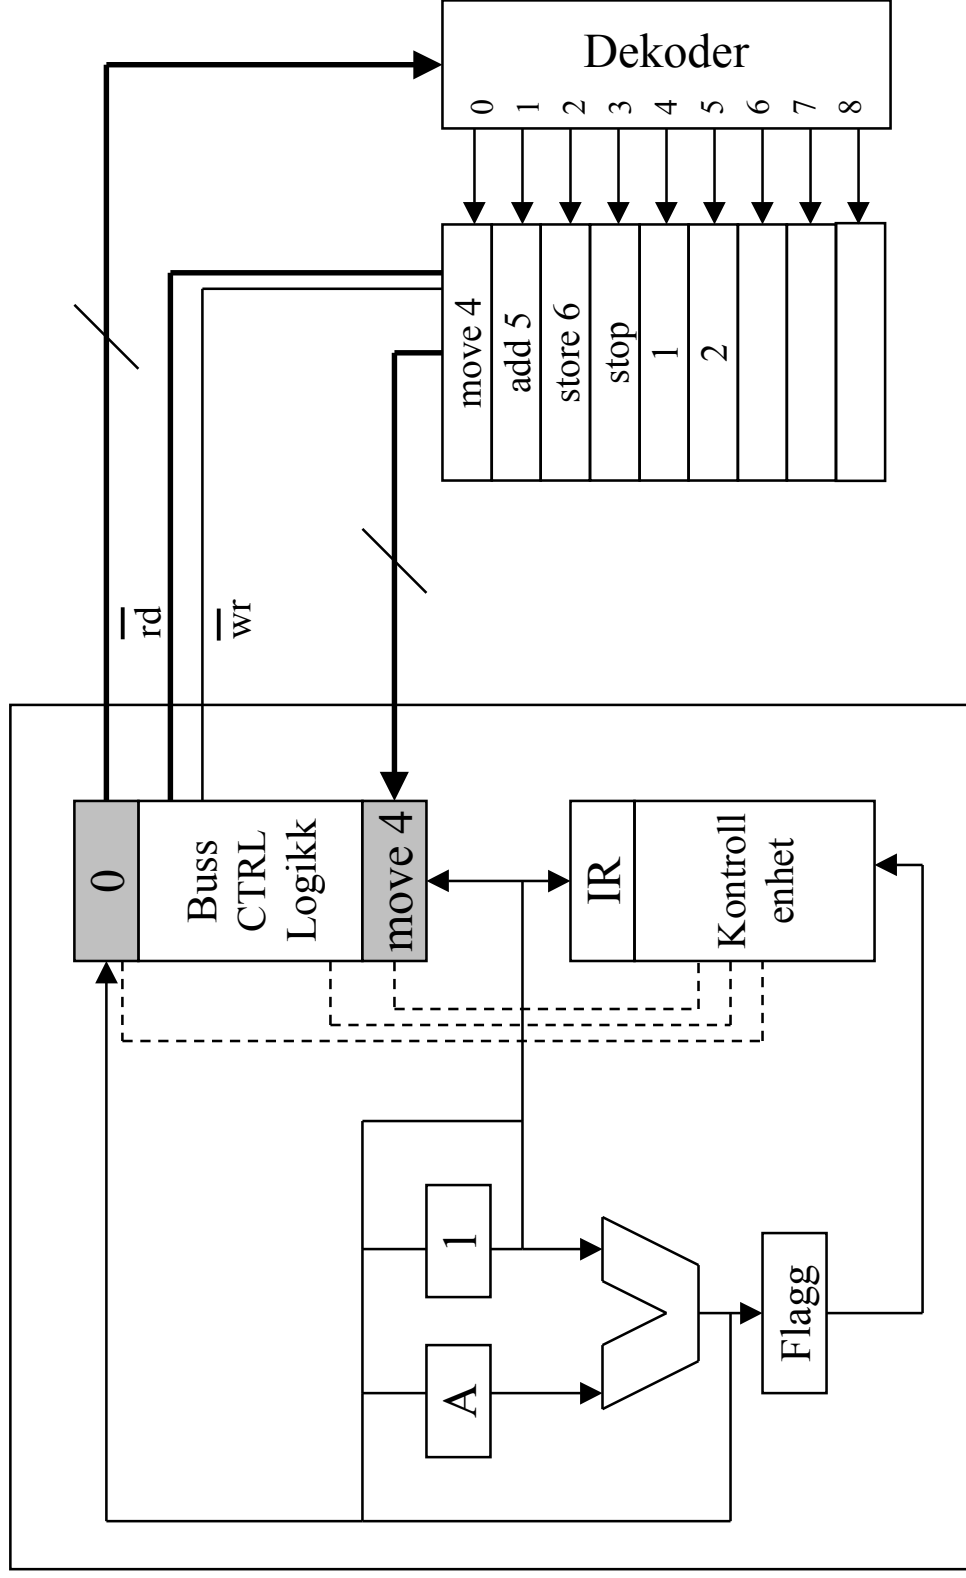 Dekoder
0
1
2
3
4
5
6
7
8
move 4
add 5
store 6
stop
1
2
rd
wr
0
Buss
CTRL
Logikk
move 4
IR
Kontroll
enhet
1
A
Flagg